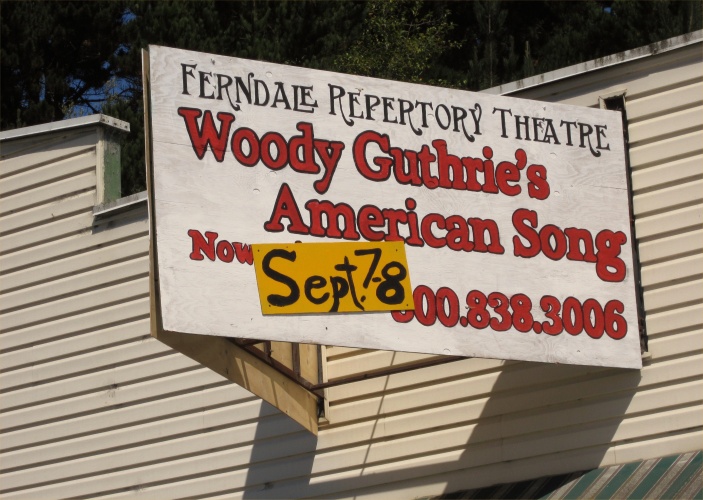 Ferndale Repertory Theatre
Woody Guthrie's
American Song
Now
Sept. 7-8
800.838.3006